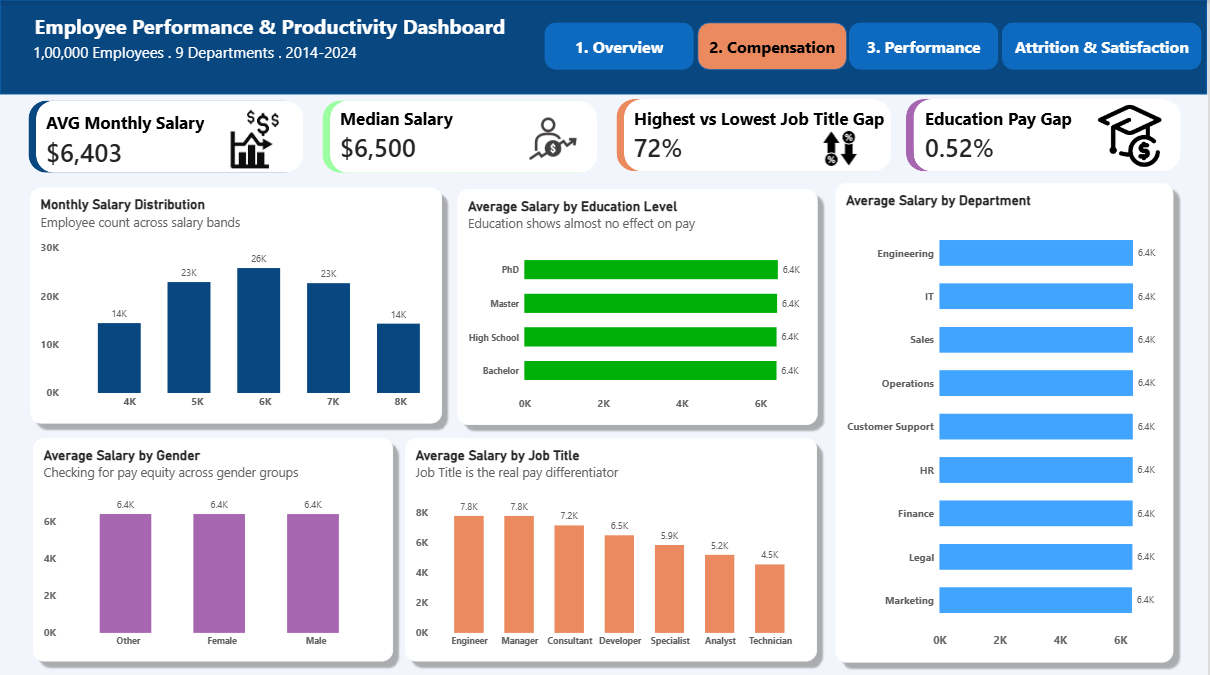 Employee Performance & Productivity Dashboard
1,00,000 Employees . 9 Departments . 2014-2024
1. Overview
2. Compensation
3. Performance
Attrition & Satisfaction
AVG Monthly Salary
$6,403
Median Salary
$6,500
Highest vs Lowest Job Title Gap
72%
Education Pay Gap
0.52%
Monthly Salary Distribution
Employee count across salary bands
30K
20K
10K
0K
14K
23K
26K
23K
14K
4K
5K
6K
7K
8K
Average Salary by Education Level
Education shows almost no effect on pay
PhD
6.4K
Master
6.4K
High School
6.4K
Bachelor
6.4K
0K
2K
4K
6K
Average Salary by Department
Engineering
6.4K
IT
6.4K
Sales
6.4K
Operations
6.4K
Customer Support
6.4K
HR
6.4K
Finance
6.4K
Legal
6.4K
Marketing
6.4K
0K
2K
4K
6K
Average Salary by Gender
Checking for pay equity across gender groups
6K
4K
2K
0K
6.4K
6.4K
6.4K
Other
Female
Male
Average Salary by Job Title
Job Title is the real pay differentiator
8K
6K
4K
2K
0K
7.8K
7.8K
7.2K
6.5K
5.9K
5.2K
4.5K
Engineer
Manager
Consultant
Developer
Specialist
Analyst
Technician